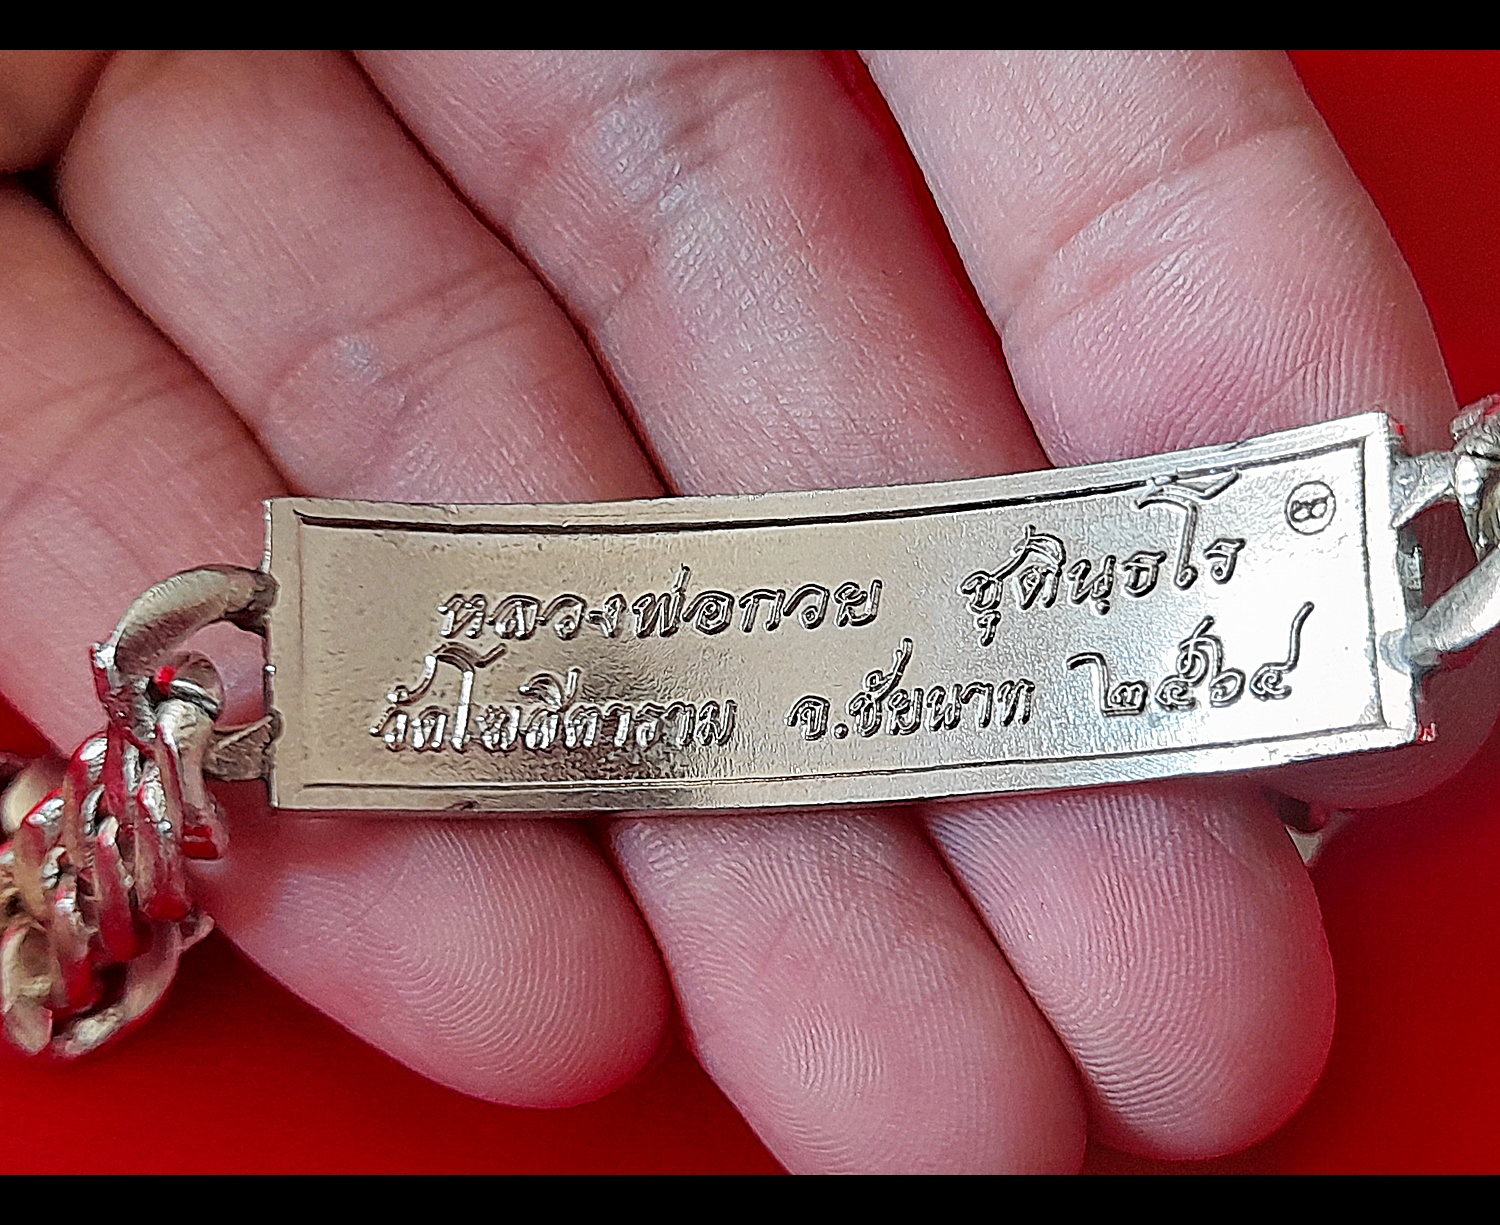 หลวงพ่อกวย ชุตินฺธโร
วัดโฆสิตาราม จ.ชัยนาท ๒๕๖๔